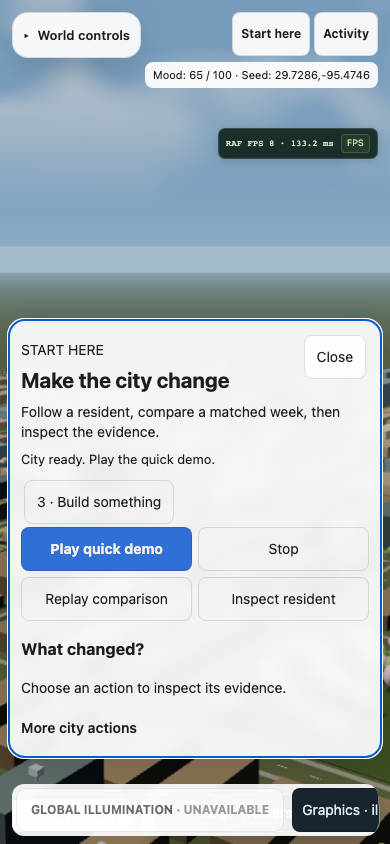 ▸ World controls
Start here
Activity
Mood: 65 / 100 · Seed: 29.7286,-95.4746
RAF FPS 8 · 133.2 ms
FPS
START HERE
Close
Make the city change
Follow a resident, compare a matched week, then
inspect the evidence.
City ready. Play the quick demo.
3 · Build something
Play quick demo
Stop
Replay comparison
Inspect resident
What changed?
Choose an action to inspect its evidence.
More city actions
GLOBAL ILLUMINATION · UNAVAILABLE
Graphics · il